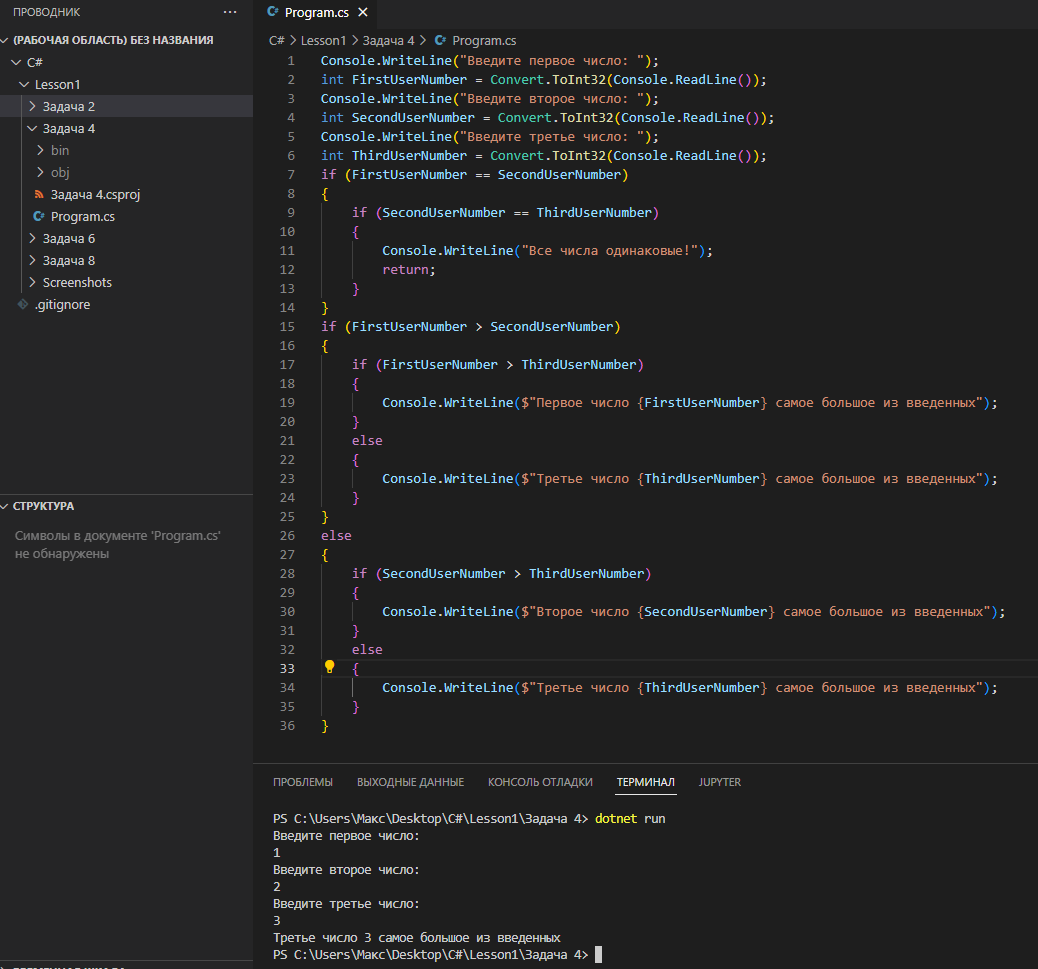 ПРОВОДНИК
(РАБОЧАЯ ОБЛАСТЬ) БЕЗ НАЗВАНИЯ
C#
Lesson1
Задача 2
Задача 4
bin
obj
Задача 4.csproj
Program.cs
Задача 6
Задача 8
Screenshots
.gitignore
СТРУКТУРА
Символы в документе 'Program.cs'
не обнаружены
Program.cs
C# > Lesson1 > Задача 4 > Program.cs
1 Console.WriteLine("Введите первое число: ");
2 int FirstUserNumber = Convert.ToInt32(Console.ReadLine());
3 Console.WriteLine("Введите второе число: ");
4 int SecondUserNumber = Convert.ToInt32(Console.ReadLine());
5 Console.WriteLine("Введите третье число: ");
6 int ThirdUserNumber = Convert.ToInt32(Console.ReadLine());
7 if (FirstUserNumber == SecondUserNumber)
8 {
9 if (SecondUserNumber == ThirdUserNumber)
10 {
11 Console.WriteLine("Все числа одинаковые!");
12 return;
13 }
14 }
15 if (FirstUserNumber > SecondUserNumber)
16 {
17 if (FirstUserNumber > ThirdUserNumber)
18 {
19 Console.WriteLine($"Первое число {FirstUserNumber} самое большое из введенных");
20 }
21 else
22 {
23 Console.WriteLine($"Третье число {ThirdUserNumber} самое большое из введенных");
24 }
25 }
26 else
27 {
28 if (SecondUserNumber > ThirdUserNumber)
29 {
30 Console.WriteLine($"Второе число {SecondUserNumber} самое большое из введенных");
31 }
32 else
33 {
34 Console.WriteLine($"Третье число {ThirdUserNumber} самое большое из введенных");
35 }
36 }
ПРОБЛЕМЫ ВЫХОДНЫЕ ДАННЫЕ КОНСОЛЬ ОТЛАДКИ ТЕРМИНАЛ JUPYTER
PS C:\Users\Макс\Desktop\C#\Lesson1\Задача 4> dotnet run
Введите первое число:
1
Введите второе число:
2
Введите третье число:
3
Третье число 3 самое большое из введенных
PS C:\Users\Макс\Desktop\C#\Lesson1\Задача 4>